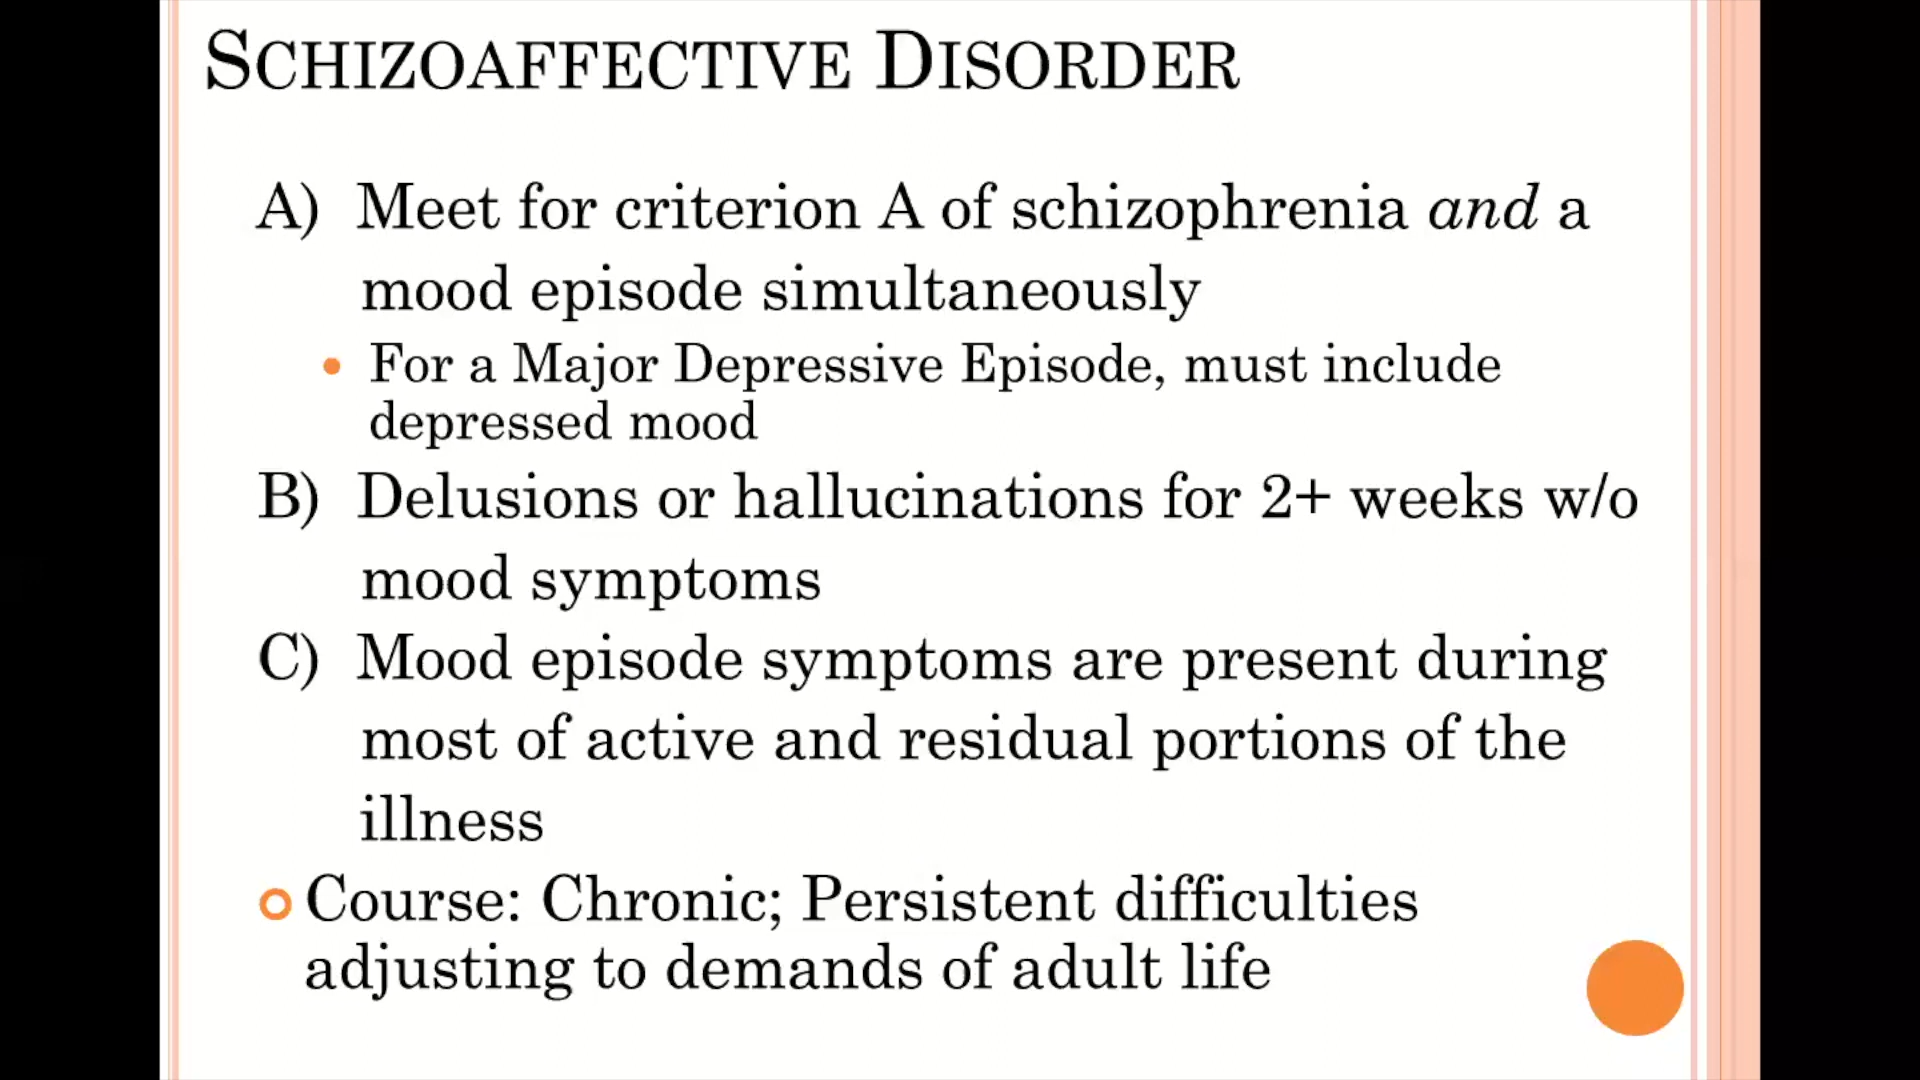 Schizoaffective Disorder
A) Meet for criterion A of schizophrenia and a
mood episode simultaneously
• For a Major Depressive Episode, must include
depressed mood
B) Delusions or hallucinations for 2+ weeks w/o
mood symptoms
C) Mood episode symptoms are present during
most of active and residual portions of the
illness
Course: Chronic; Persistent difficulties
adjusting to demands of adult life